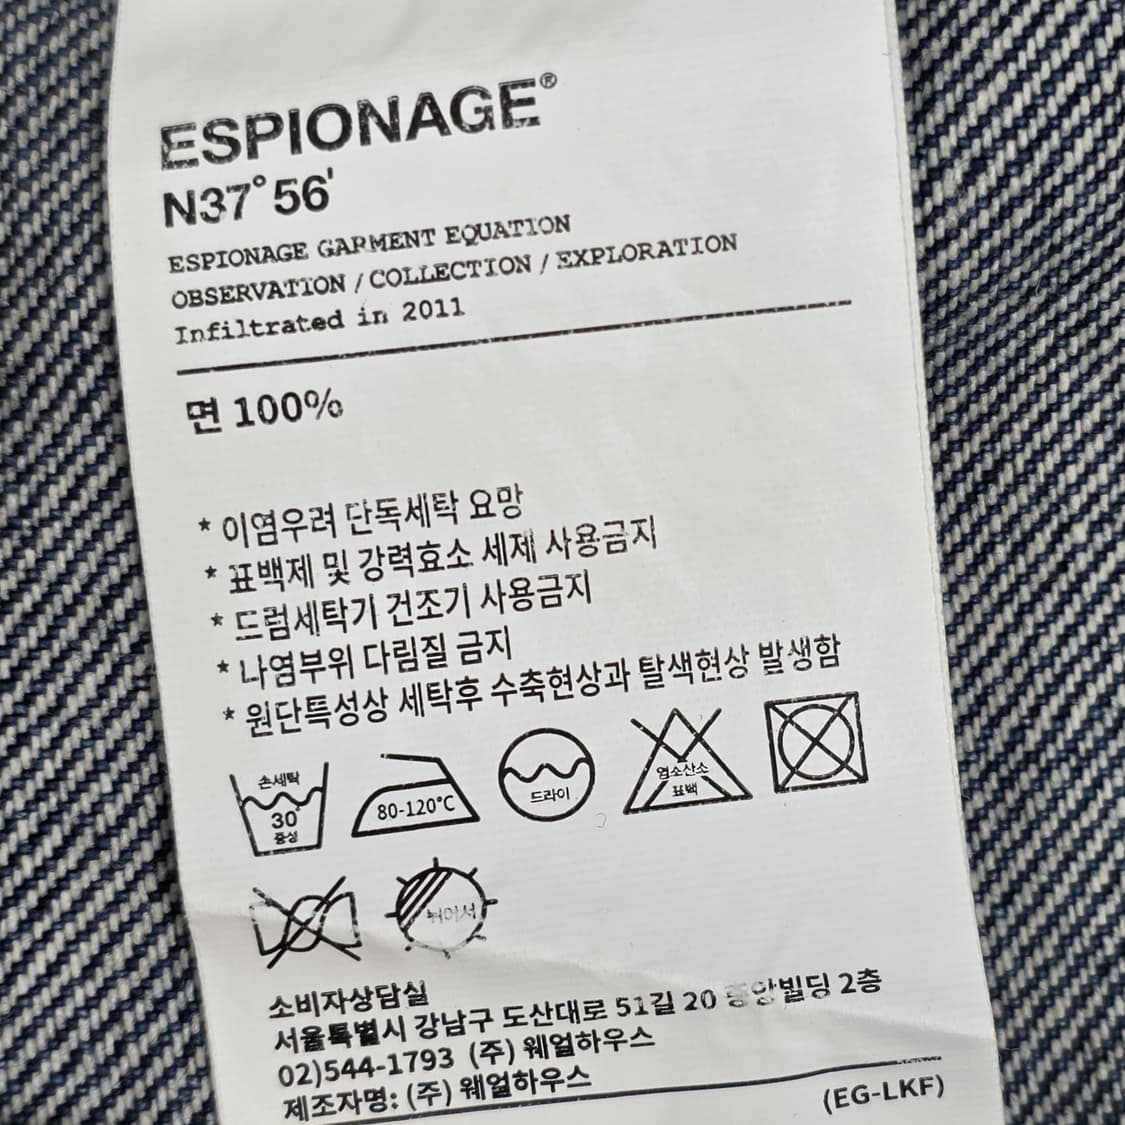 ESPIONAGE®
N37°56'
ESPIONAGE GARMENT EQUATION
OBSERVATION / COLLECTION / EXPLORATION
Infiltrated in 2011
면 100%
* 이염우려 단독세탁 요망
* 표백제 및 강력효소 세제 사용금지
* 드럼세탁기 건조기 사용금지
* 나염부위 다림질 금지
* 원단특성상 세탁후 수축현상과 탈색현상 발생함
손세탁
30°
중성
80-120°C
드라이
염소산소
표백
뉘어서
소비자상담실
서울특별시 강남구 도산대로 51길 20 중앙빌딩 2층
02)544-1793 (주) 웨얼하우스
제조자명: (주) 웨얼하우스
(EG-LKF)